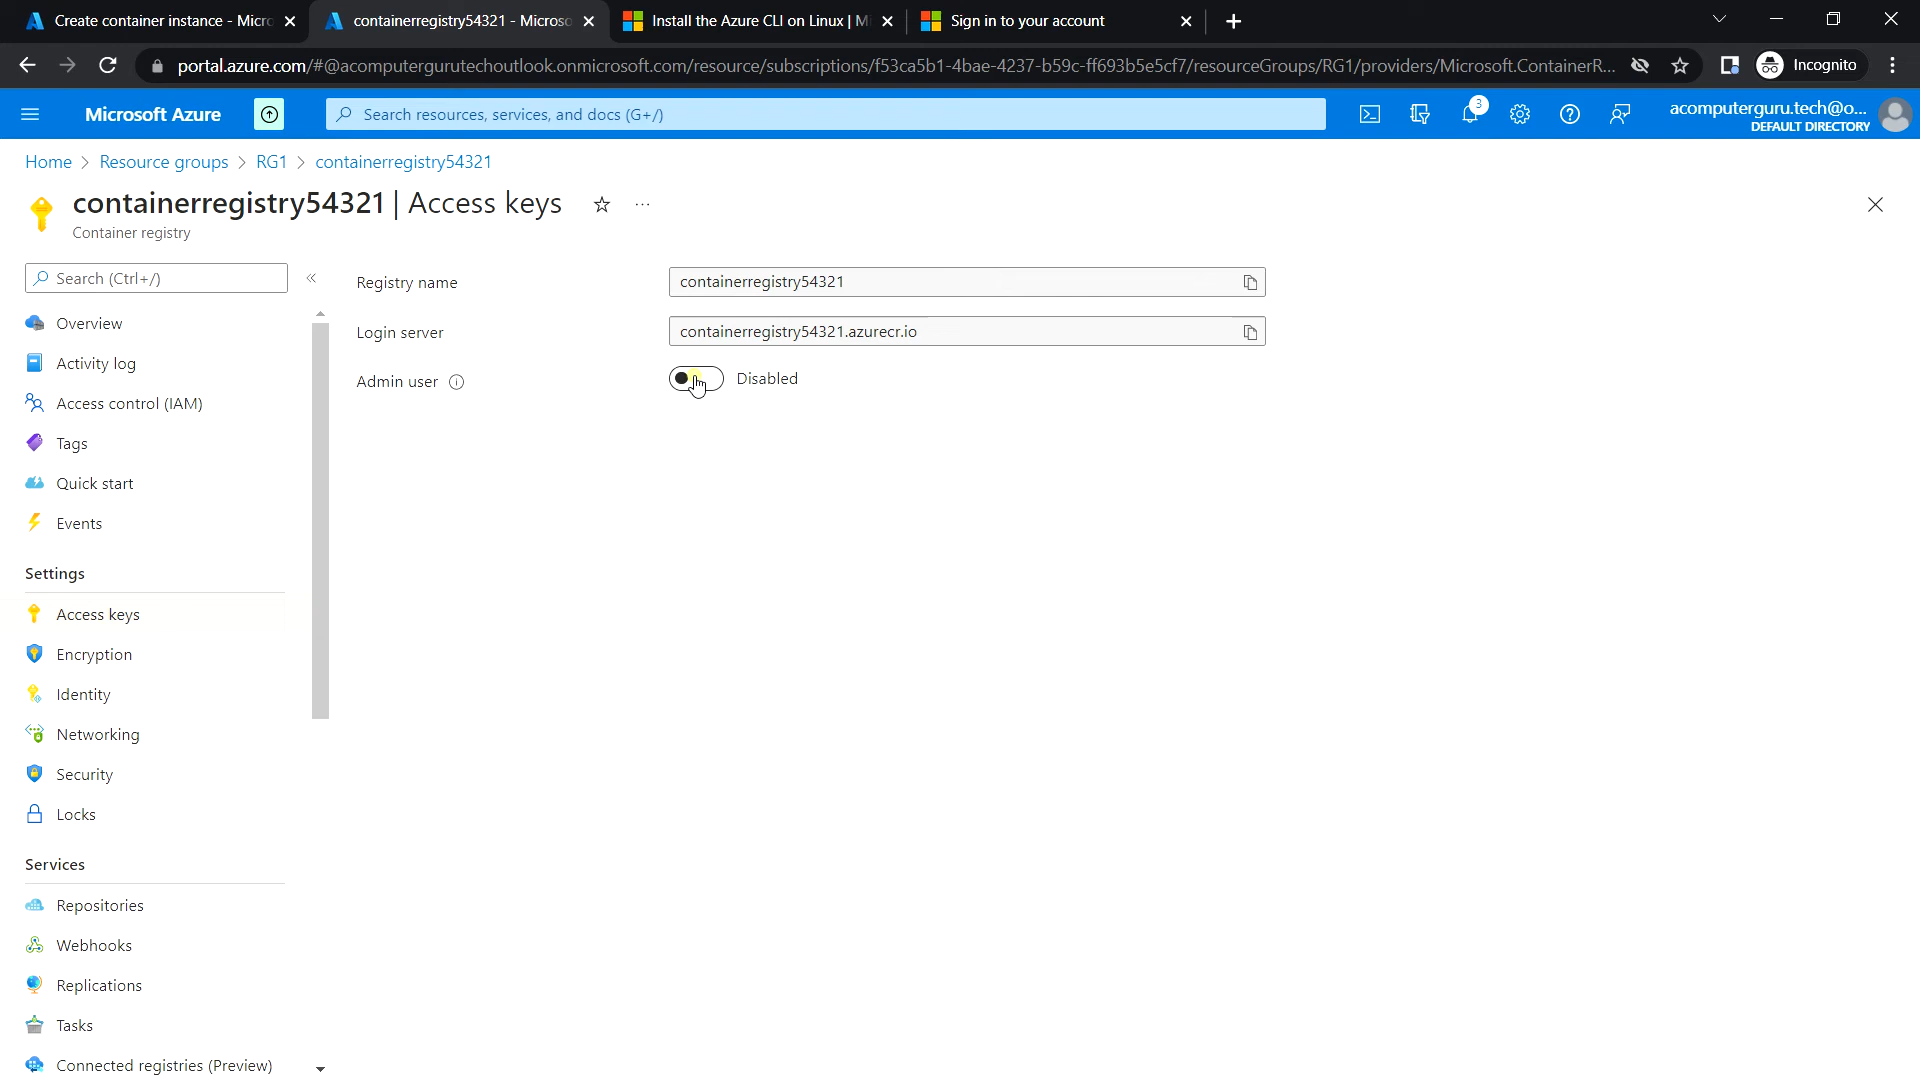 Create container instance - Micro
containerregistry54321 - Microso
Install the Azure CLI on Linux | M
Sign in to your account
portal.azure.com/#@acomputergurutechoutlook.onmicrosoft.com/resource/subscriptions/f53ca5b1-4bae-4237-b59c-ff693b5e5cf7/resourceGroups/RG1/providers/Microsoft.ContainerR...
Incognito
Microsoft Azure
Search resources, services, and docs (G+/)
3
acomputerguru.tech@o...
DEFAULT DIRECTORY
Home > Resource groups > RG1 > containerregistry54321
containerregistry54321 | Access keys
Container registry
Search (Ctrl+/)
Overview
Activity log
Access control (IAM)
Tags
Quick start
Events
Settings
Access keys
Encryption
Identity
Networking
Security
Locks
Services
Repositories
Webhooks
Replications
Tasks
Connected registries (Preview)
Registry name
containerregistry54321
Login server
containerregistry54321.azurecr.io
Admin user
Disabled